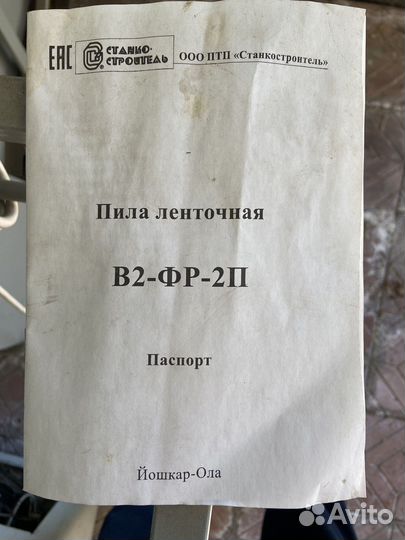 ЕАС СТАНКО-
СТРОИТЕЛЬ ООО ПТП «Станкостроитель»
Пила ленточная
В2-ФР-2П
Паспорт
Йошкар-Ола
Avito